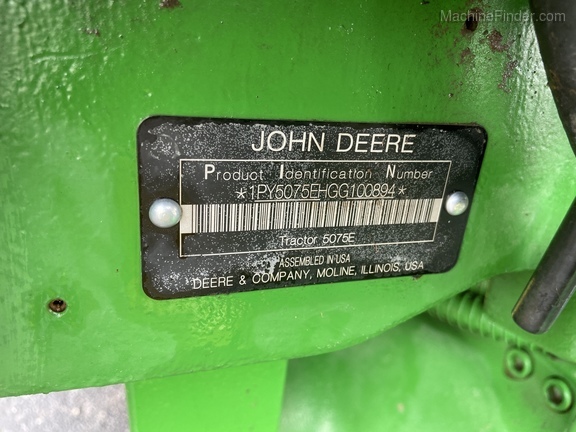 MachineFinder.com
JOHN DEERE
Product Identification Number
*1PY5075EHGG100894*
Tractor 5075E
ASSEMBLED IN USA
DEERE & COMPANY, MOLINE, ILLINOIS, USA